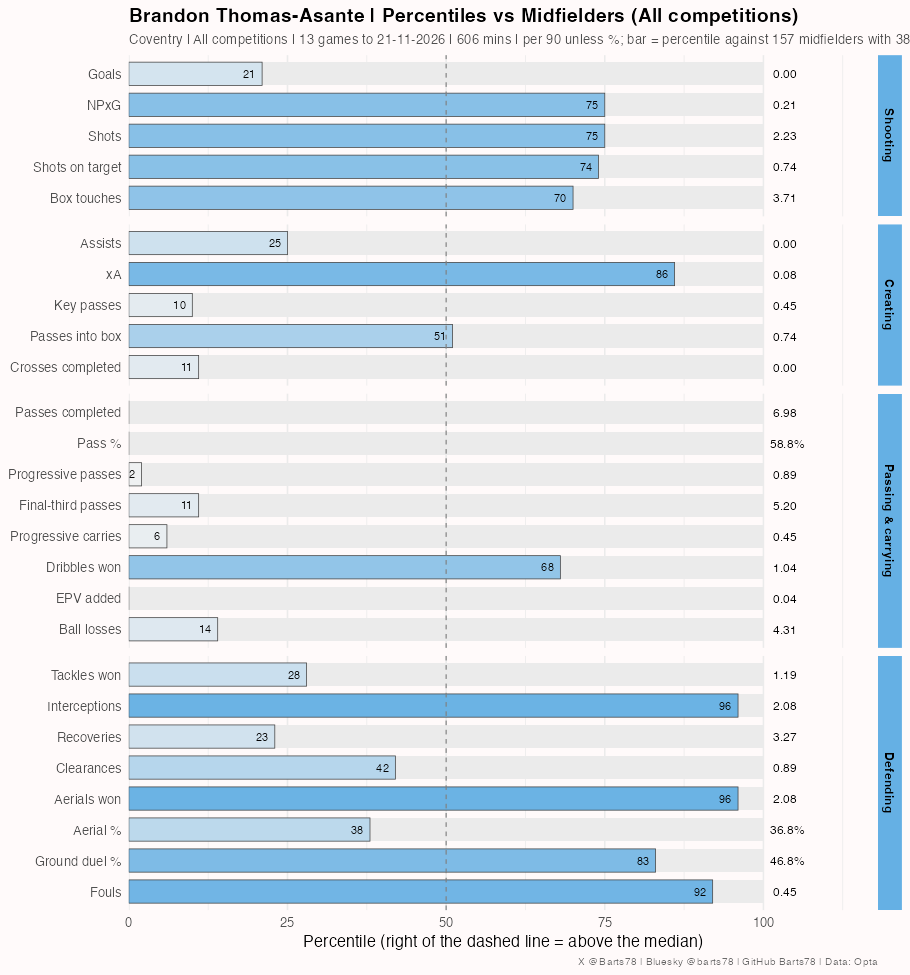 Brandon Thomas-Asante | Percentiles vs Midfielders (All competitions)
Coventry | All competitions | 13 games to 21-11-2026 | 606 mins | per 90 unless %; bar = percentile against 157 midfielders with 38
Goals 21 0.00
NPxG 75 0.21
Shots 75 2.23
Shots on target 74 0.74
Box touches 70 3.71
Shooting
Assists 25 0.00
xA 86 0.08
Key passes 10 0.45
Passes into box 51 0.74
Crosses completed 11 0.00
Creating
Passes completed 6.98
Pass % 58.8%
Progressive passes 2 0.89
Final-third passes 11 5.20
Progressive carries 6 0.45
Dribbles won 68 1.04
EPV added 0.04
Ball losses 14 4.31
Passing & carrying
Tackles won 28 1.19
Interceptions 96 2.08
Recoveries 23 3.27
Clearances 42 0.89
Aerials won 96 2.08
Aerial % 38 36.8%
Ground duel % 83 46.8%
Fouls 92 0.45
Defending
0 25 50 75 100
Percentile (right of the dashed line = above the median)
X @Barts78 | Bluesky @barts78 | GitHub Barts78 | Data: Opta